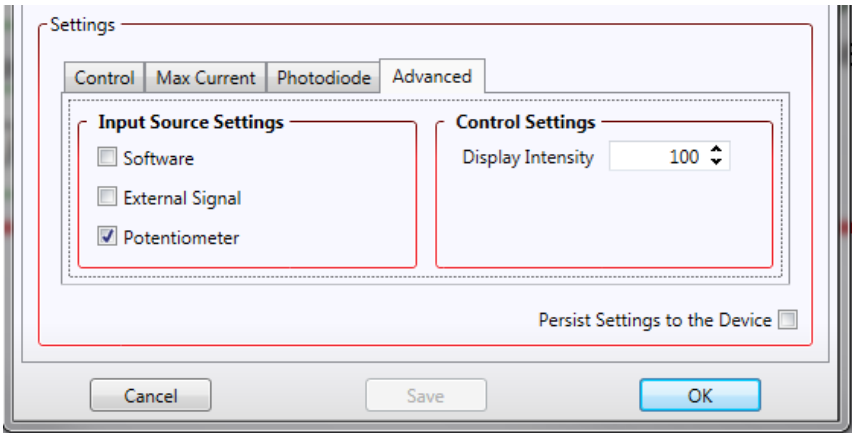 Settings
Control Max Current Photodiode Advanced
Input Source Settings
Software
External Signal
Potentiometer
Control Settings
Display Intensity 100
Persist Settings to the Device
Cancel Save OK